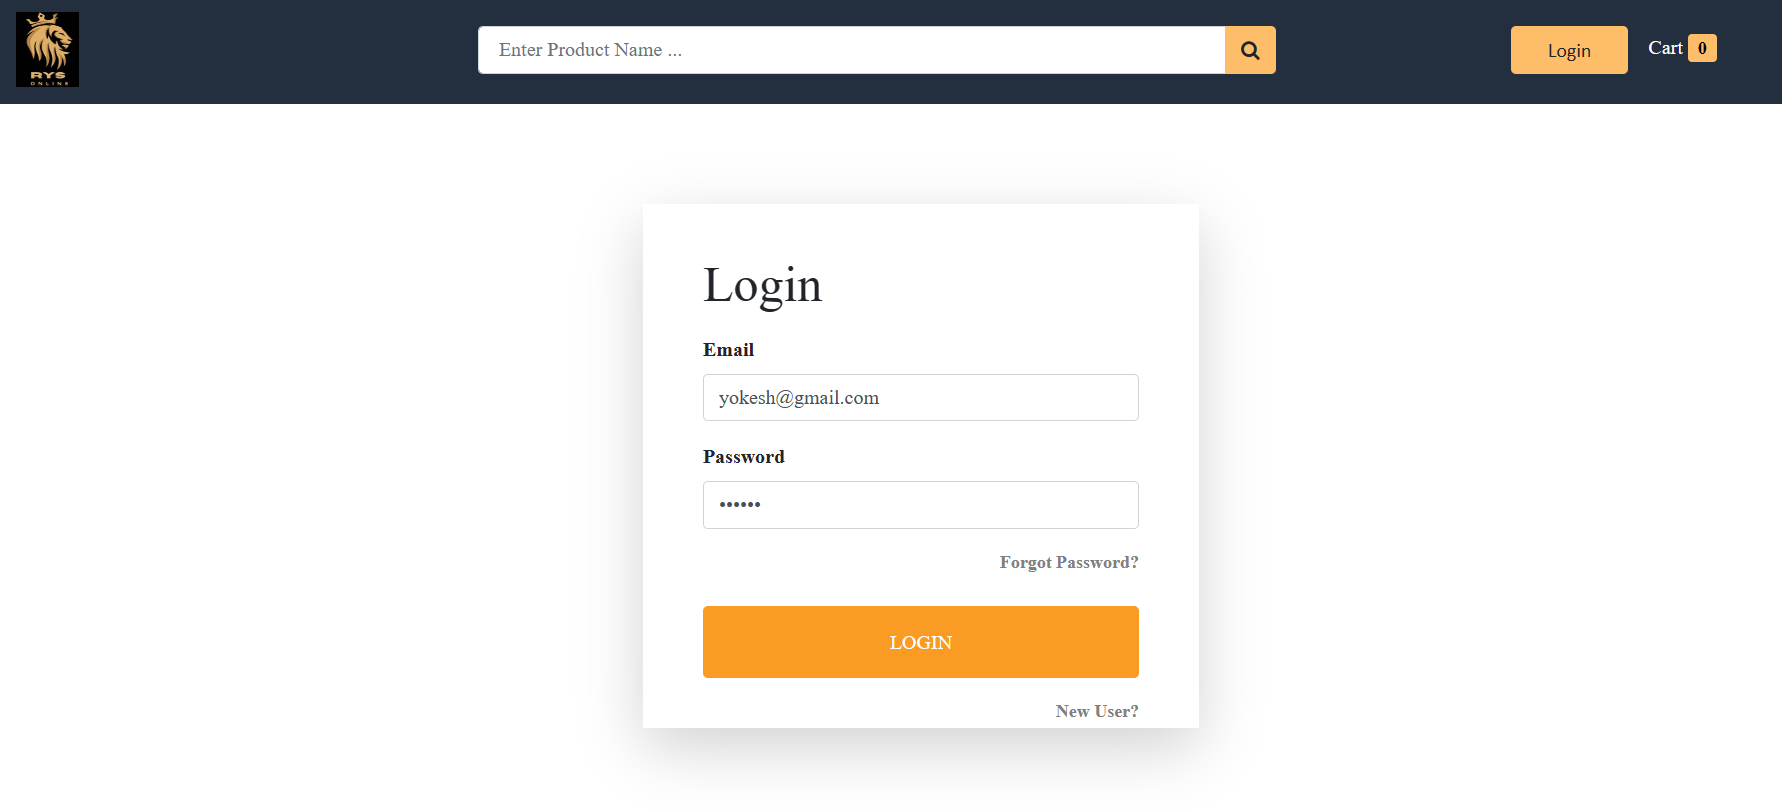 RYS
ONLINE
Enter Product Name ...
Login
Cart 0
Login
Email
yokesh@gmail.com
Password
••••••
Forgot Password?
LOGIN
New User?